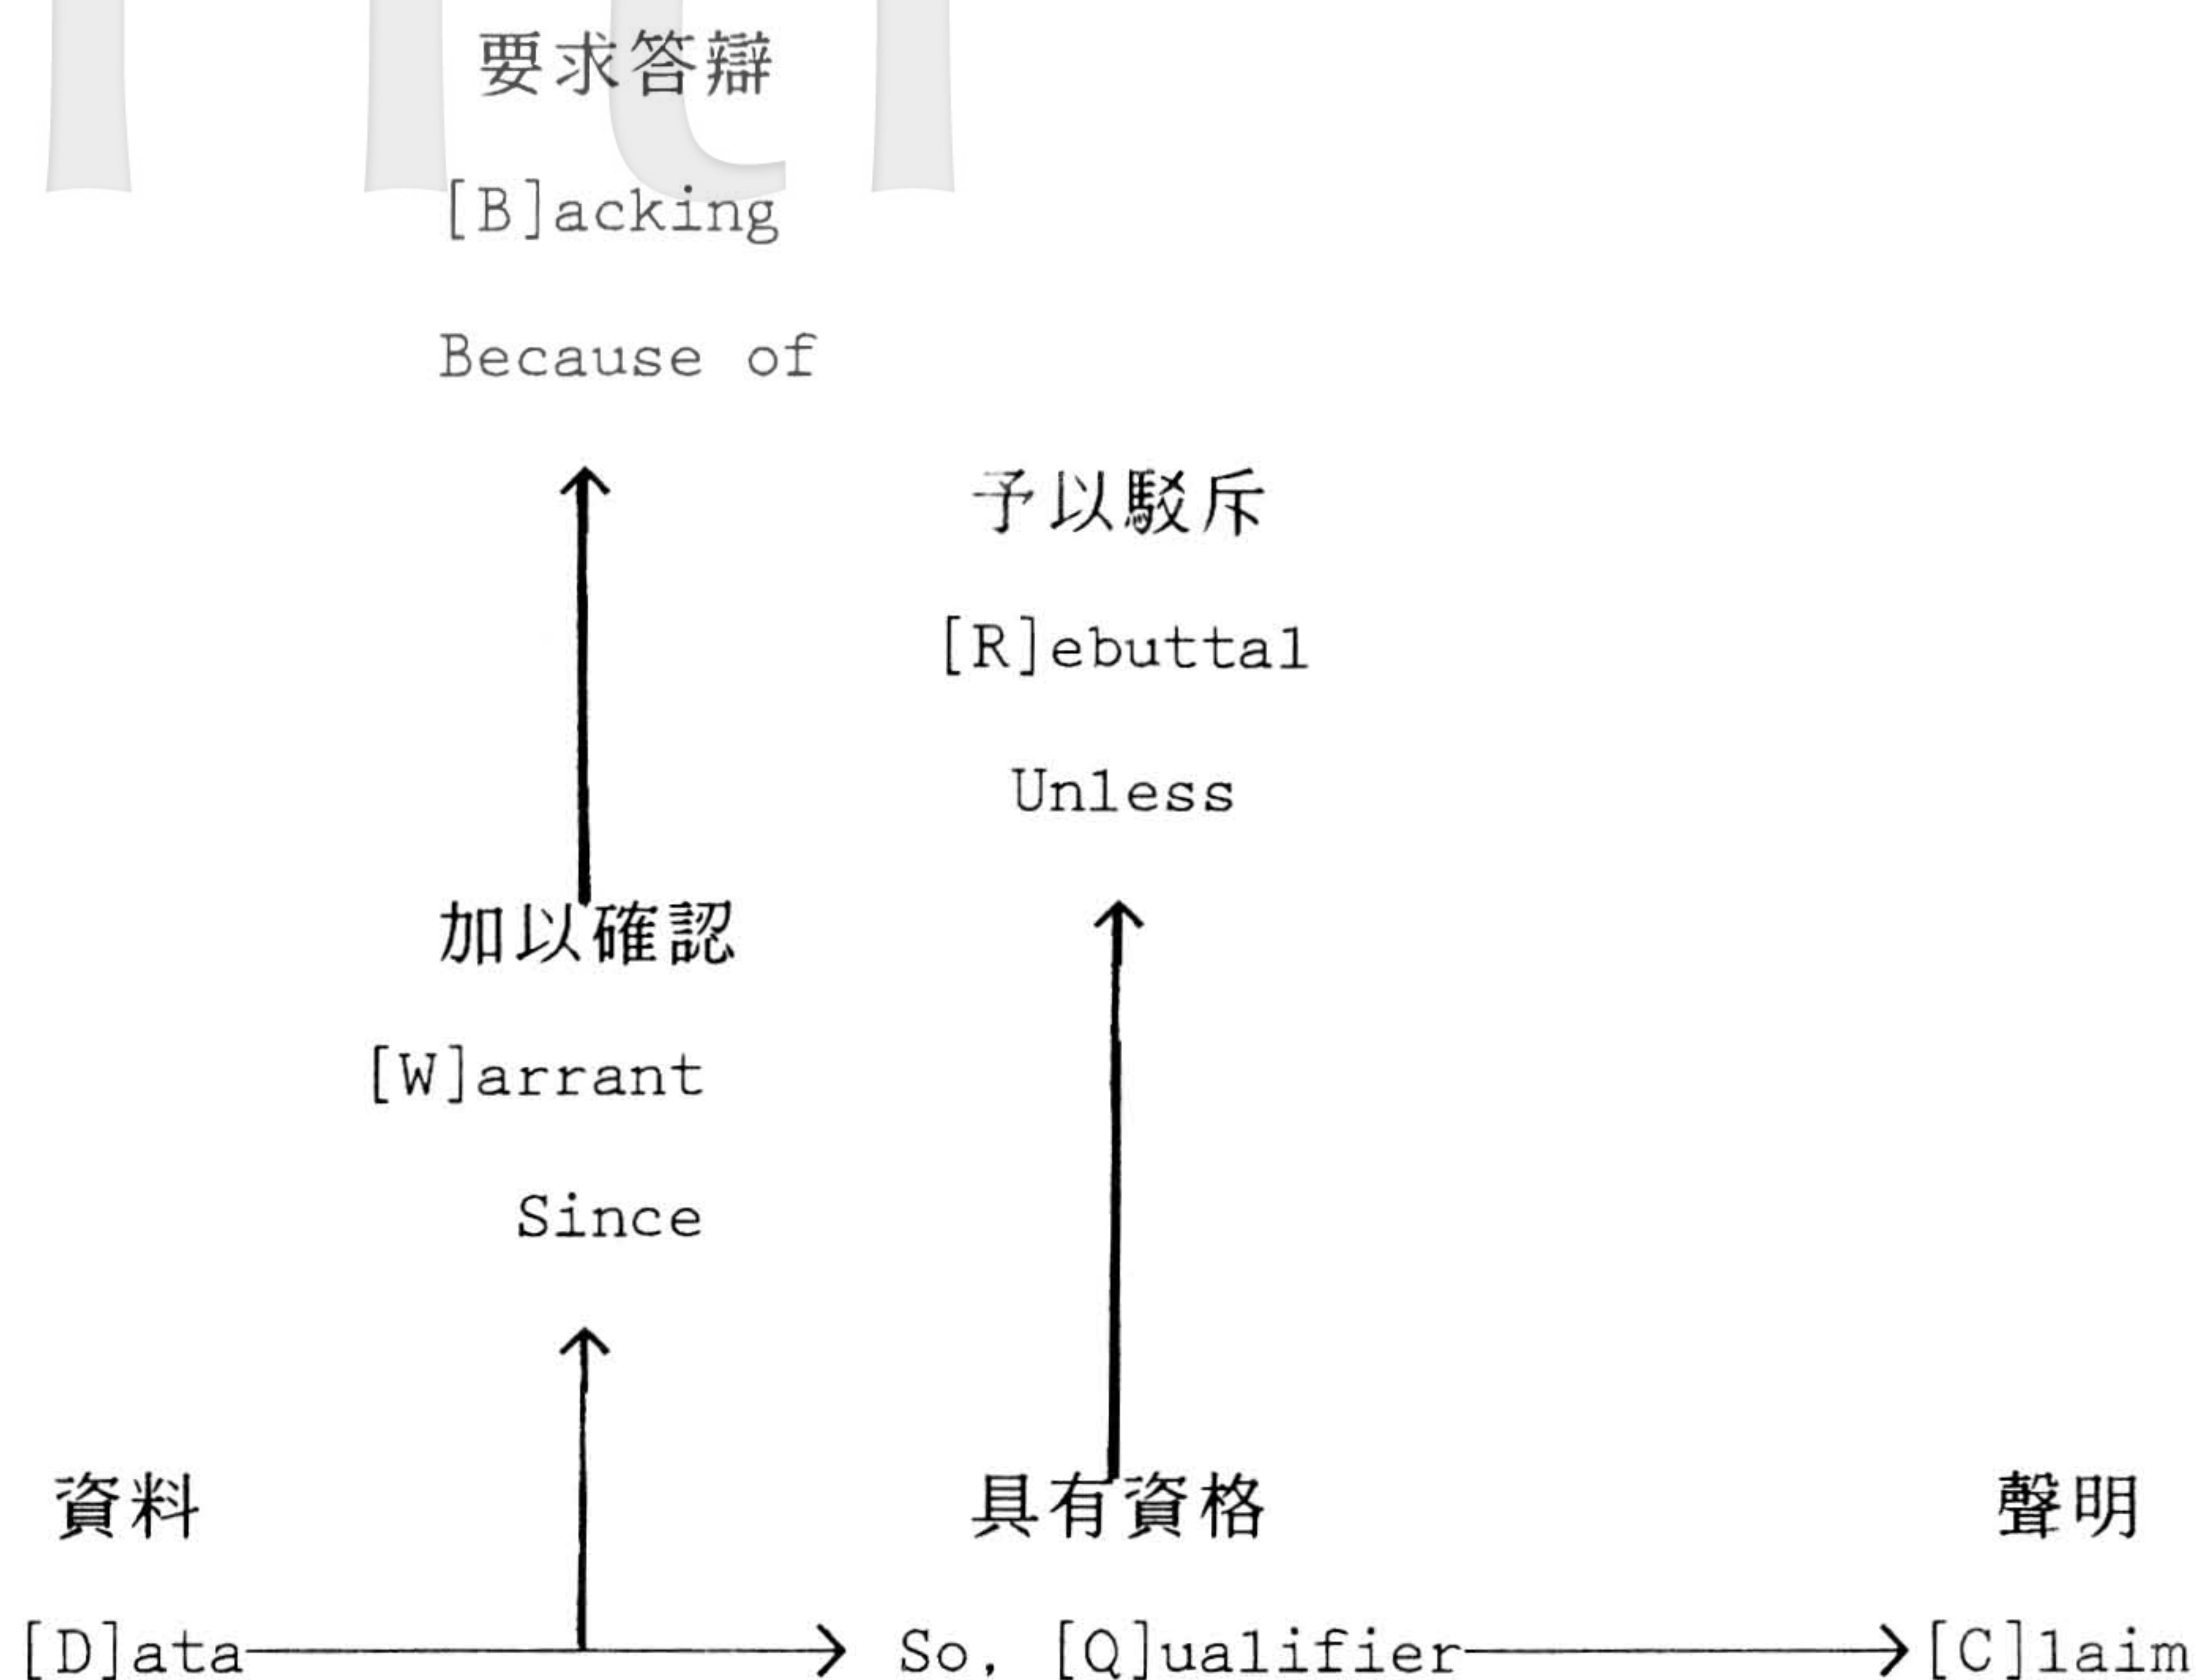 要求答辯
[B]acking
Because of
予以駁斥
[R]ebuttal
Unless
加以確認
[W]arrant
Since
資料 具有資格 聲明
[D]ata So, [Q]ualifier [C]laim